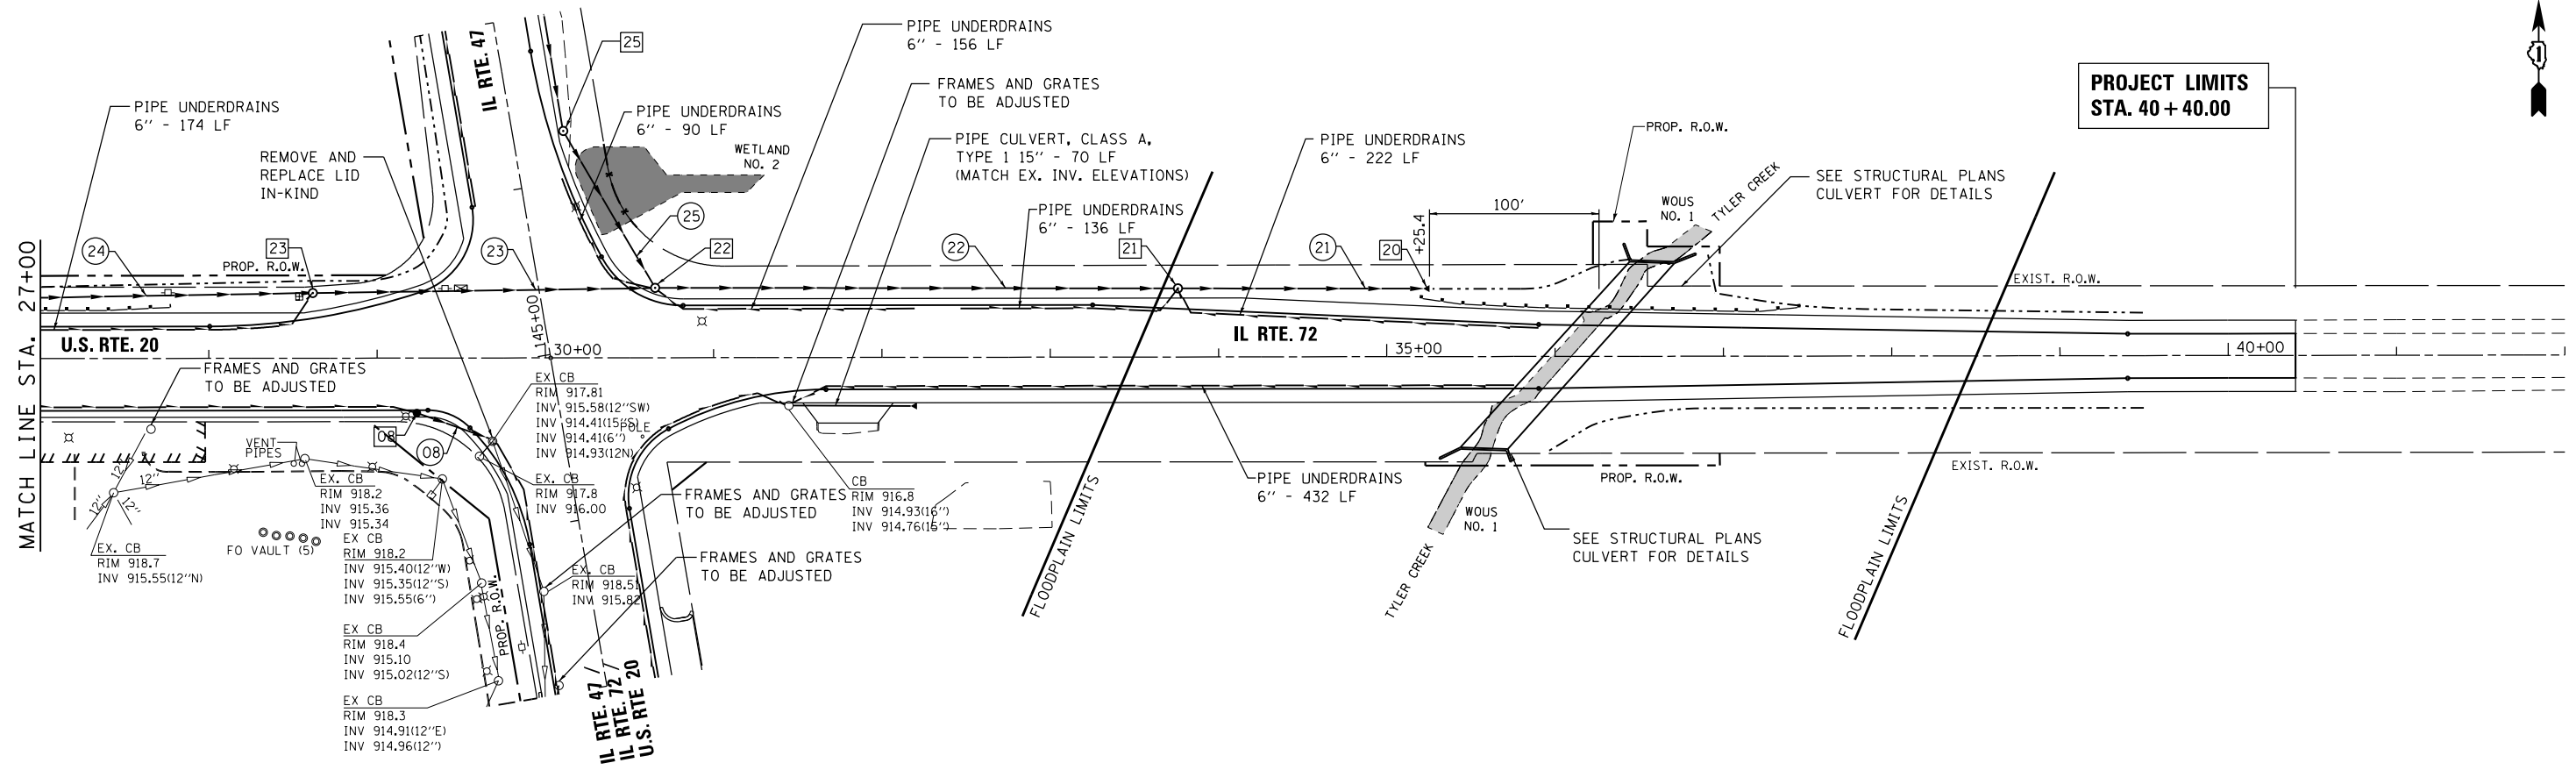 PIPE UNDERDRAINS
6'' - 174 LF
REMOVE AND
REPLACE LID
IN-KIND
IL RTE. 47
25
PIPE UNDERDRAINS
6'' - 90 LF
WETLAND
NO. 2
PIPE UNDERDRAINS
6'' - 156 LF
FRAMES AND GRATES
TO BE ADJUSTED
PIPE CULVERT, CLASS A,
TYPE 1 15'' - 70 LF
(MATCH EX. INV. ELEVATIONS)
PIPE UNDERDRAINS
6'' - 136 LF
PIPE UNDERDRAINS
6'' - 222 LF
PROP. R.O.W.
WOUS
NO. 1
TYLER CREEK
SEE STRUCTURAL PLANS
CULVERT FOR DETAILS
PROJECT LIMITS
STA. 40+40.00
1
MATCH LINE STA. 27+00
24
23
PROP. R.O.W.
23
25
22
22
21
21
20
+25.4
100'
EXIST. R.O.W.
U.S. RTE. 20
145+00
30+00
IL RTE. 72
35+00
40+00
FRAMES AND GRATES
TO BE ADJUSTED
VENT
PIPES
12"
12"
12"
12"
08
08
EX CB
RIM 917.81
INV 915.58(12''SW)
INV 914.41(15''S)
INV 914.41(6'')
INV 914.93(12N)
POLE
EX. CB
RIM 917.8
INV 916.00
EX. CB
RIM 918.2
INV 915.36
INV 915.34
EX CB
RIM 918.2
INV 915.40(12''W)
INV 915.35(12''S)
INV 915.55(6'')
FO VAULT (5)
EX. CB
RIM 918.7
INV 915.55(12''N)
EX CB
RIM 918.4
INV 915.10
INV 915.02(12''S)
EX CB
RIM 918.3
INV 914.91(12''E)
INV 914.96(12'')
PROP. R.O.W.
EX. CB
RIM 918.51
INV 915.82
FRAMES AND GRATES
TO BE ADJUSTED
FRAMES AND GRATES
TO BE ADJUSTED
CB
RIM 916.8
INV 914.93(16'')
INV 914.76(15'')
IL RTE. 47 /
IL RTE. 72 /
U.S. RTE 20
FLOODPLAIN LIMITS
PIPE UNDERDRAINS
6'' - 432 LF
TYLER CREEK
WOUS
NO. 1
PROP. R.O.W.
SEE STRUCTURAL PLANS
CULVERT FOR DETAILS
FLOODPLAIN LIMITS
EXIST. R.O.W.